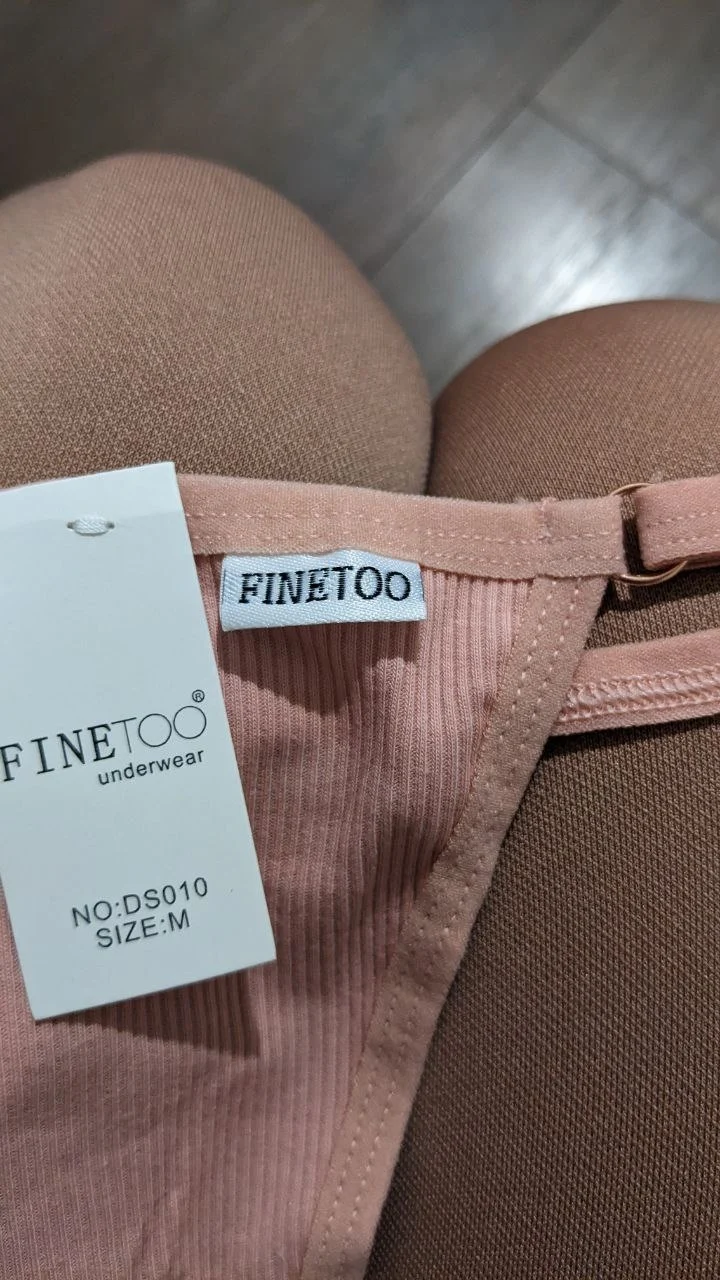 FINETOO
FINETOO®
underwear
NO:DS010
SIZE:M